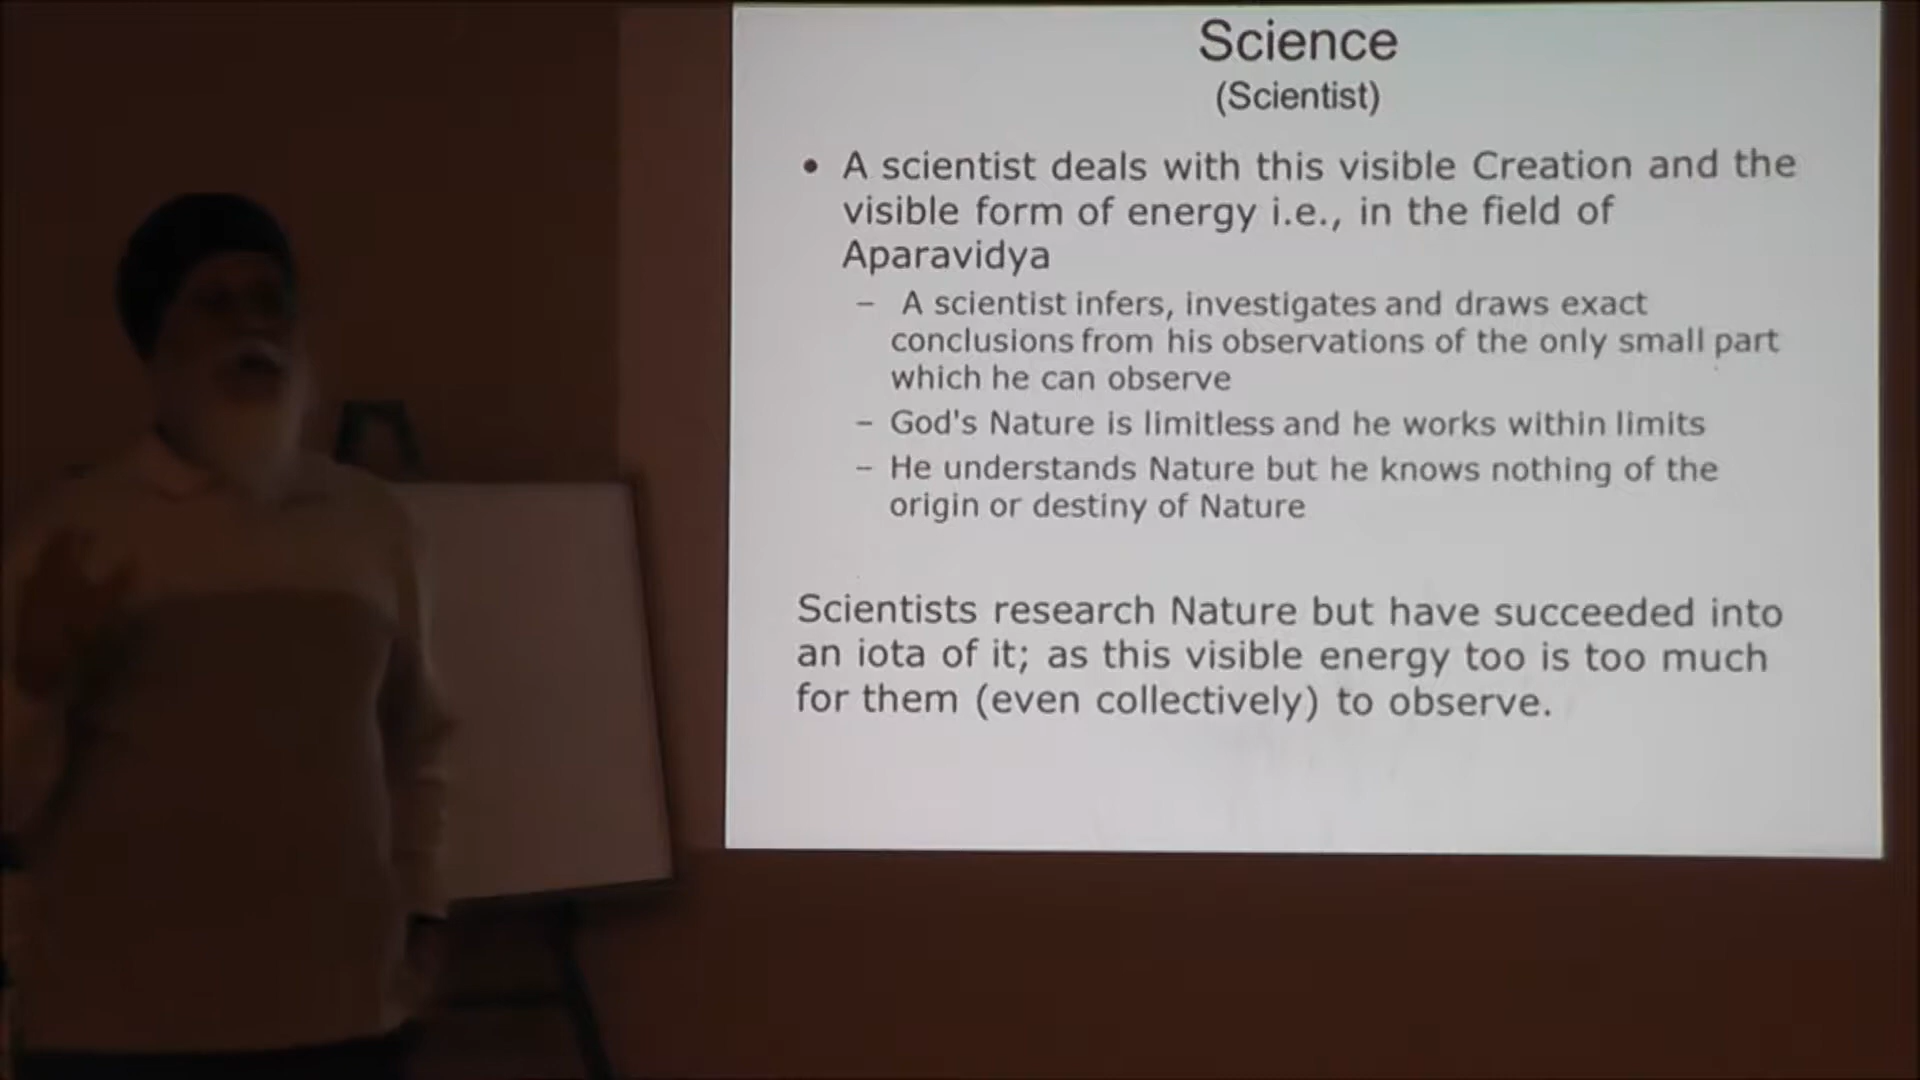 Science
(Scientist)
• A scientist deals with this visible Creation and the
visible form of energy i.e., in the field of
Aparavidya
– A scientist infers, investigates and draws exact
conclusions from his observations of the only small part
which he can observe
– God's Nature is limitless and he works within limits
– He understands Nature but he knows nothing of the
origin or destiny of Nature
Scientists research Nature but have succeeded into
an iota of it; as this visible energy too is too much
for them (even collectively) to observe.